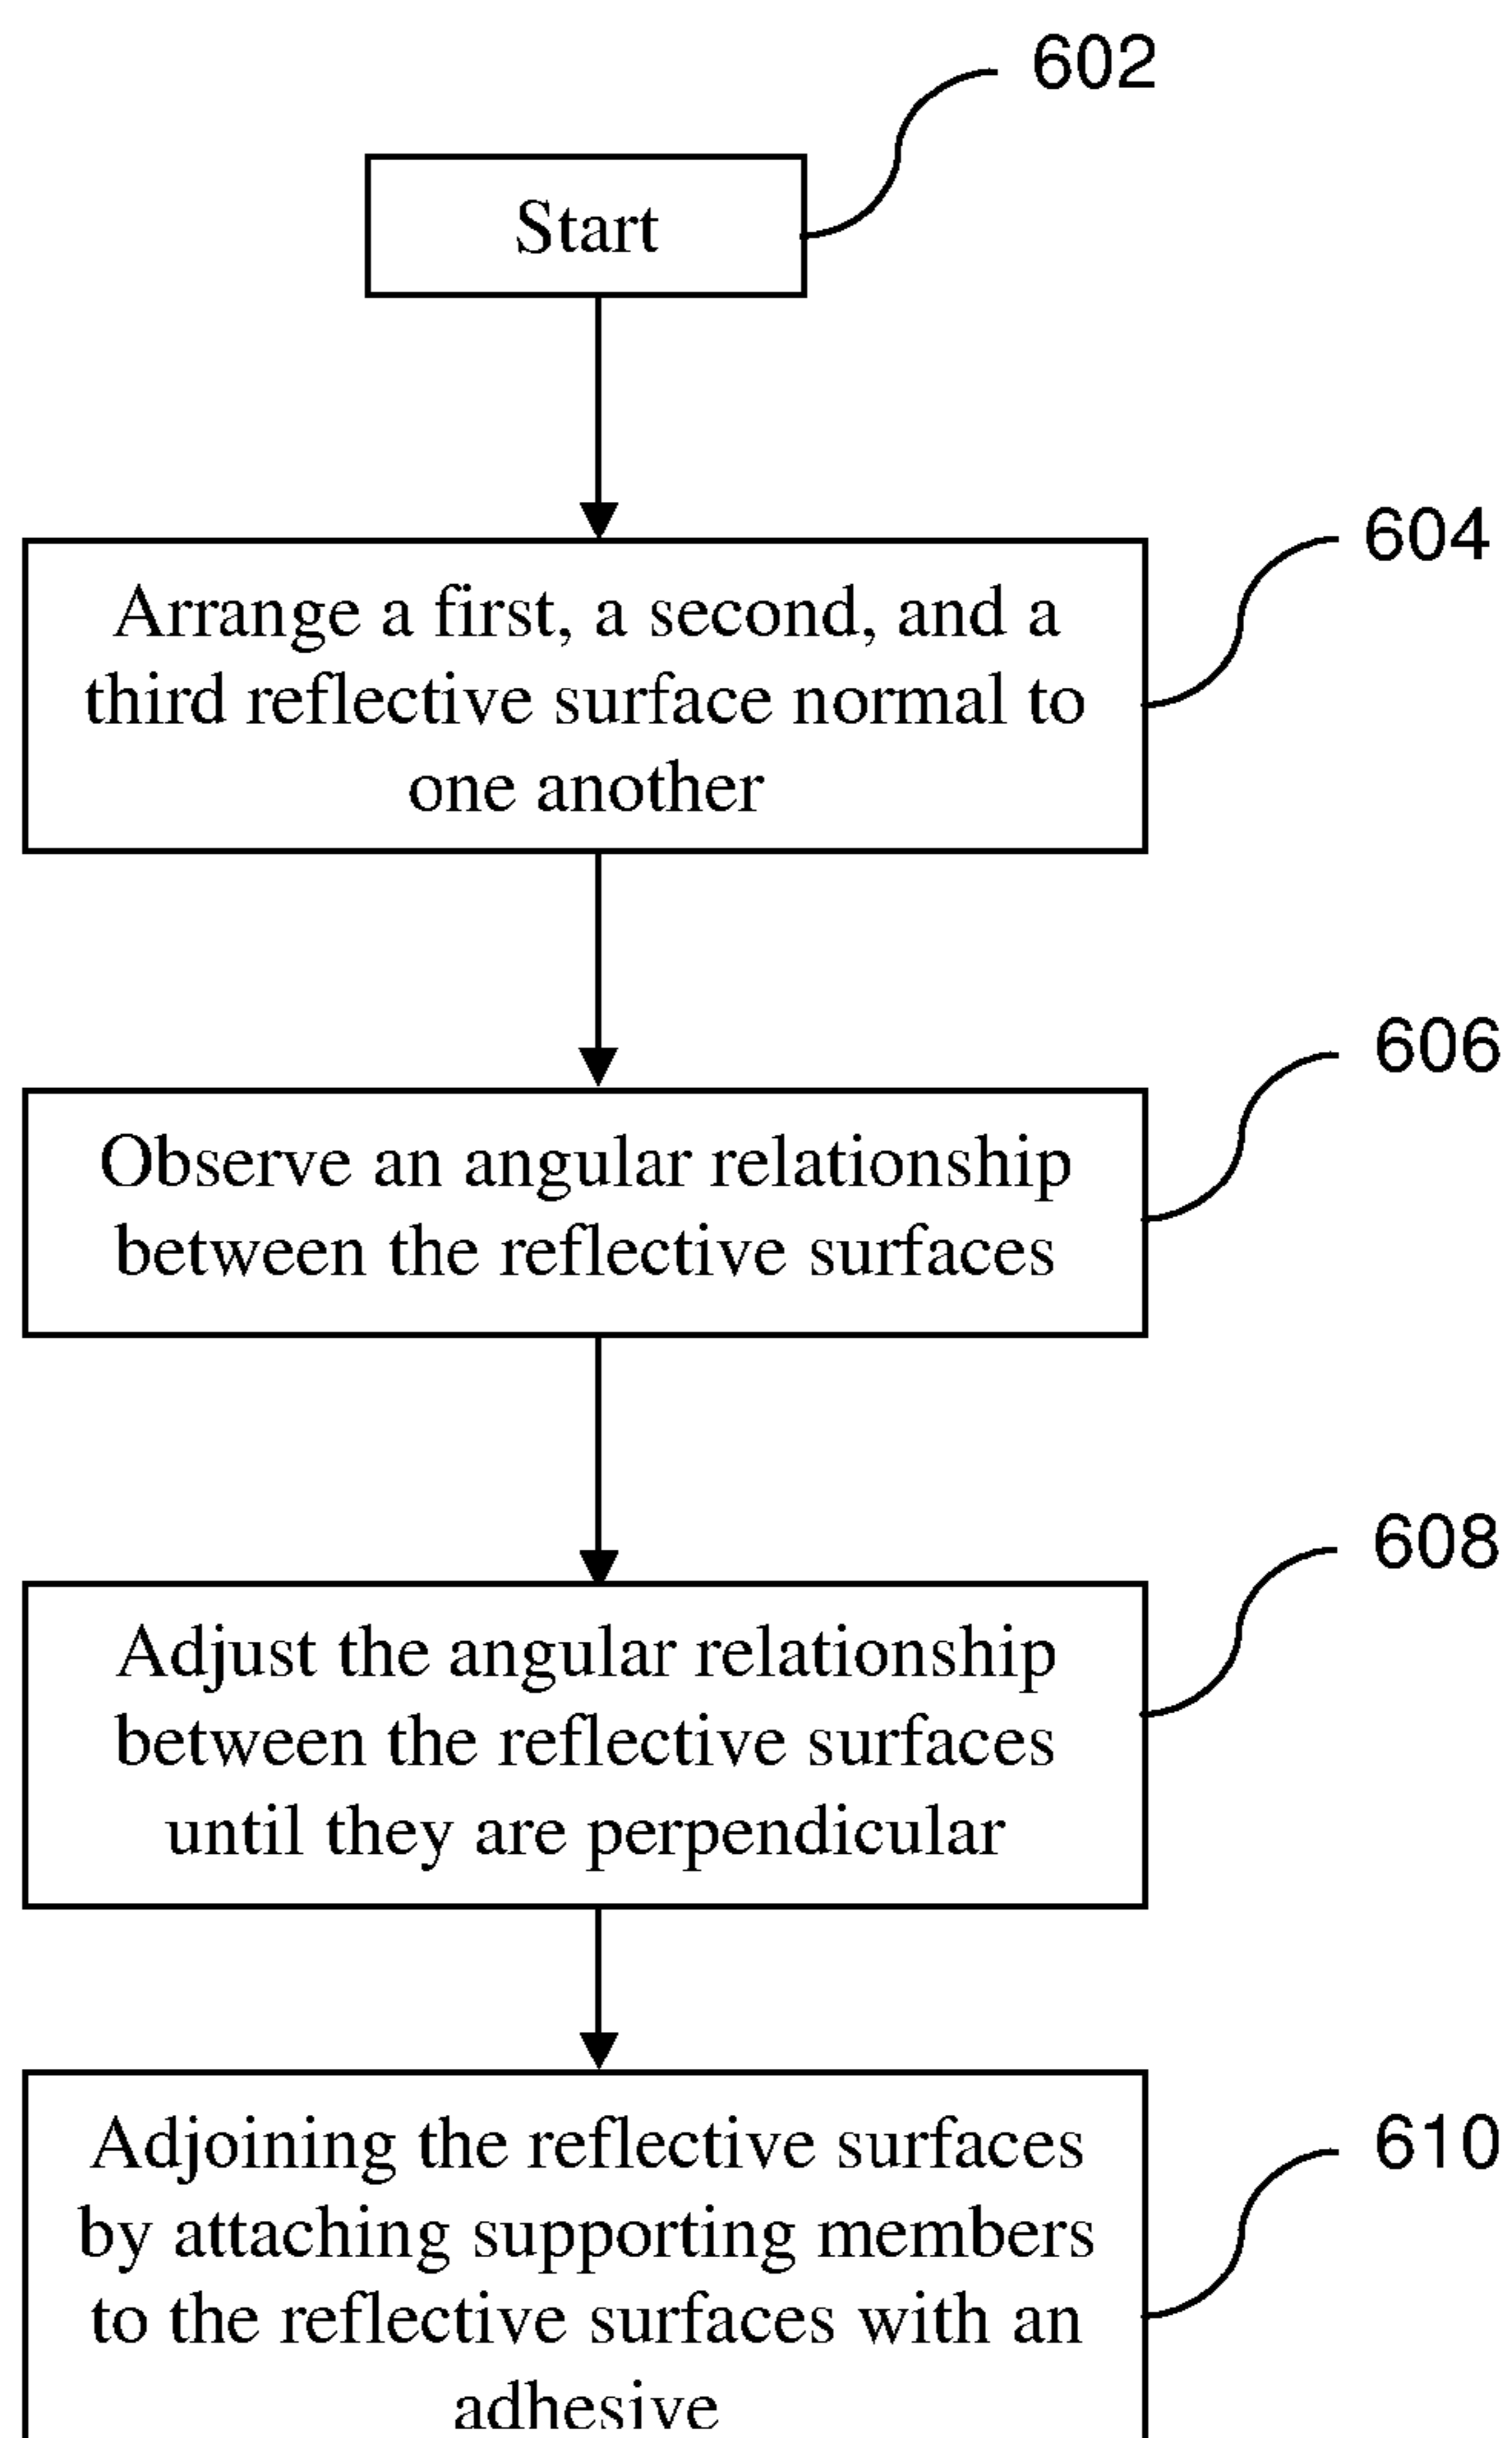 602
Start
604
Arrange a first, a second, and a
third reflective surface normal to
one another
606
Observe an angular relationship
between the reflective surfaces
608
Adjust the angular relationship
between the reflective surfaces
until they are perpendicular
610
Adjoining the reflective surfaces
by attaching supporting members
to the reflective surfaces with an
adhesive